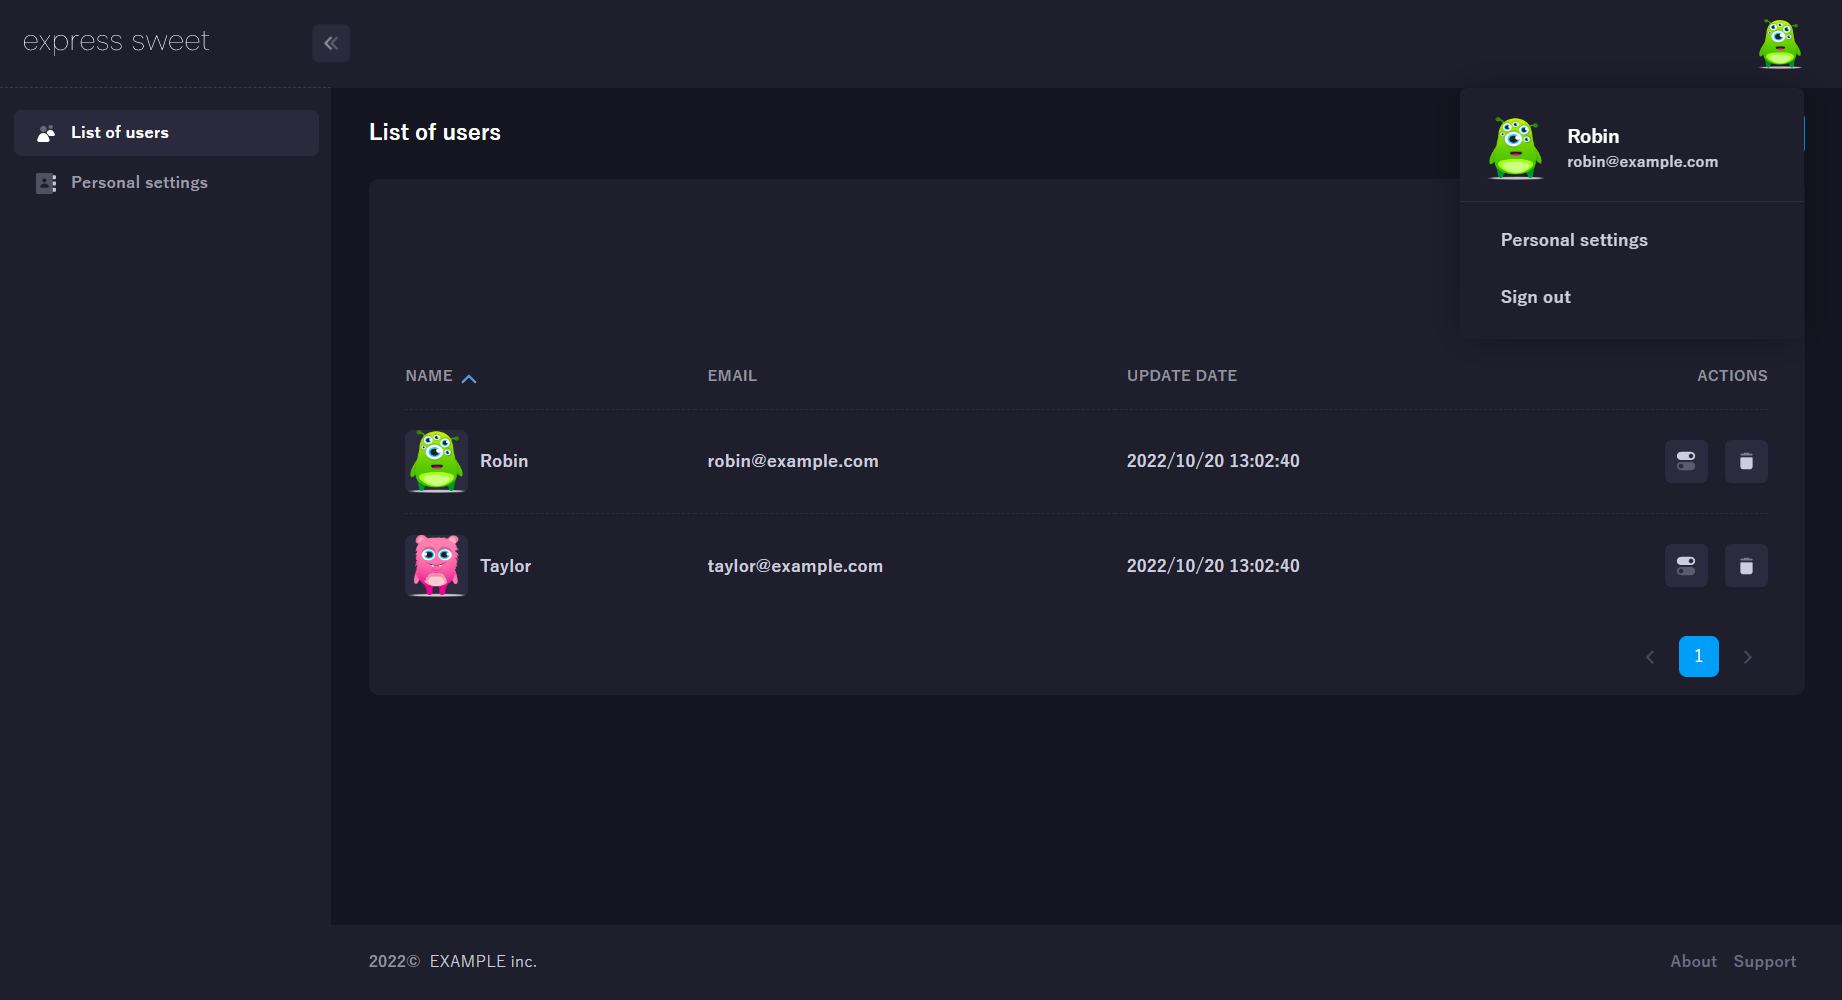 express sweet
List of users
Personal settings
List of users
Robin
robin@example.com
Personal settings
Sign out
NAME EMAIL UPDATE DATE ACTIONS
Robin robin@example.com 2022/10/20 13:02:40
Taylor taylor@example.com 2022/10/20 13:02:40
1
2022© EXAMPLE inc.
About Support